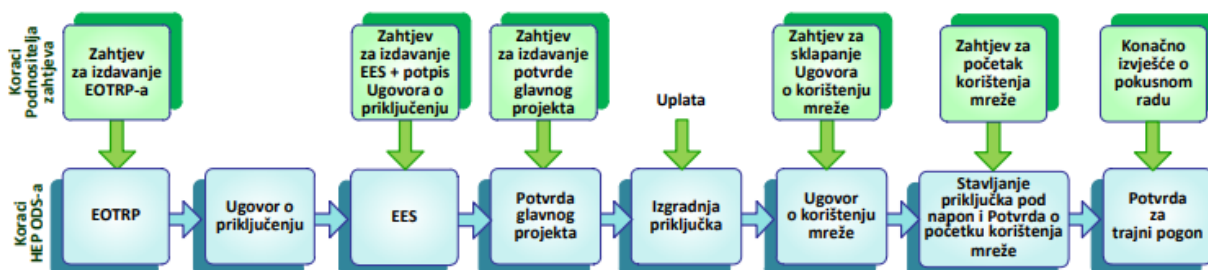 Koraci
Podnositelja
zahtjeva
Zahtjev
za izdavanje
EOTRP-a
Zahtjev
za izdavanje
EES + potpis
Ugovora o
priključenju
Zahtjev
za izdavanje
potvrde
glavnog
projekta
Uplata
Zahtjev za
sklapanje
Ugovora
o korištenju
mreže
Zahtjev za
početak
korištenja
mreže
Konačno
izvješće o
pokusnom
radu
Koraci
HEP ODS-a
EOTRP
Ugovor o
priključenju
EES
Potvrda
glavnog
projekta
Izgradnja
priključka
Ugovor
o korištenju
mreže
Stavljanje
priključka pod
napon i Potvrda o
početku korištenja
mreže
Potvrda
za
trajni pogon